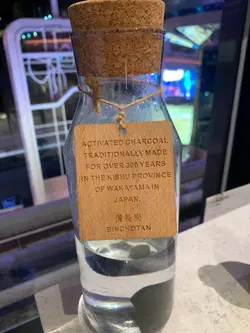 ACTIVATED CHARCOAL
TRADITIONALLY MADE
FOR OVER 300 YEARS
IN THE KISHU PROVINCE
OF WAKAYAMA IN
JAPAN.
備長炭
BINCHOTAN